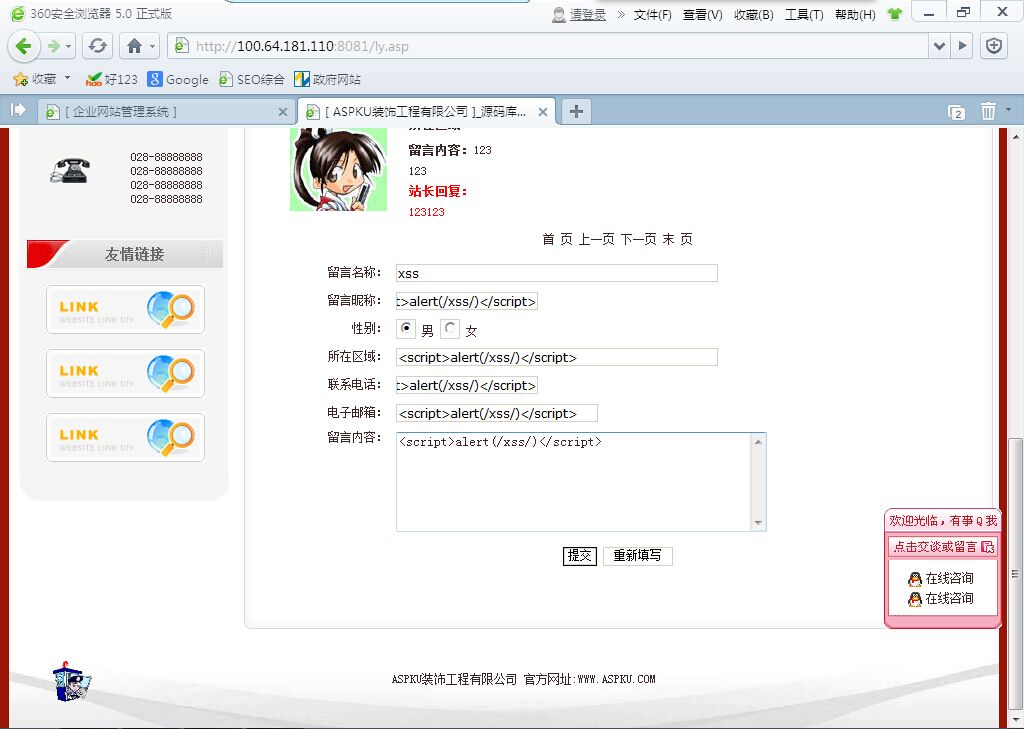 360安全浏览器 5.0 正式版
请登录 » 文件(F) 查看(V) 收藏(B) 工具(T) 帮助(H)
http://100.64.181.110:8081/ly.asp
收藏 好123 Google SEO综合 政府网站
[ 企业网站管理系统 ]
[ ASPKU装饰工程有限公司 ]_源码库...
2
028-88888888
028-88888888
028-88888888
028-88888888
友情链接
LINK
WEBSITE LINK DIV
LINK
WEBSITE LINK DIV
LINK
WEBSITE LINK DIV
所在区域
留言内容：123
123
站长回复：
123123
首 页 上一页 下一页 末 页
留言名称： xss
留言昵称： t>alert(/xss/)</script>
性别： 男 女
所在区域： <script>alert(/xss/)</script>
联系电话： t>alert(/xss/)</script>
电子邮箱： <script>alert(/xss/)</script>
留言内容： <script>alert(/xss/)</script>
提交 重新填写
欢迎光临，有事Q我
点击交谈或留言
在线咨询
在线咨询
ASPKU装饰工程有限公司 官方网址:WWW.ASPKU.COM